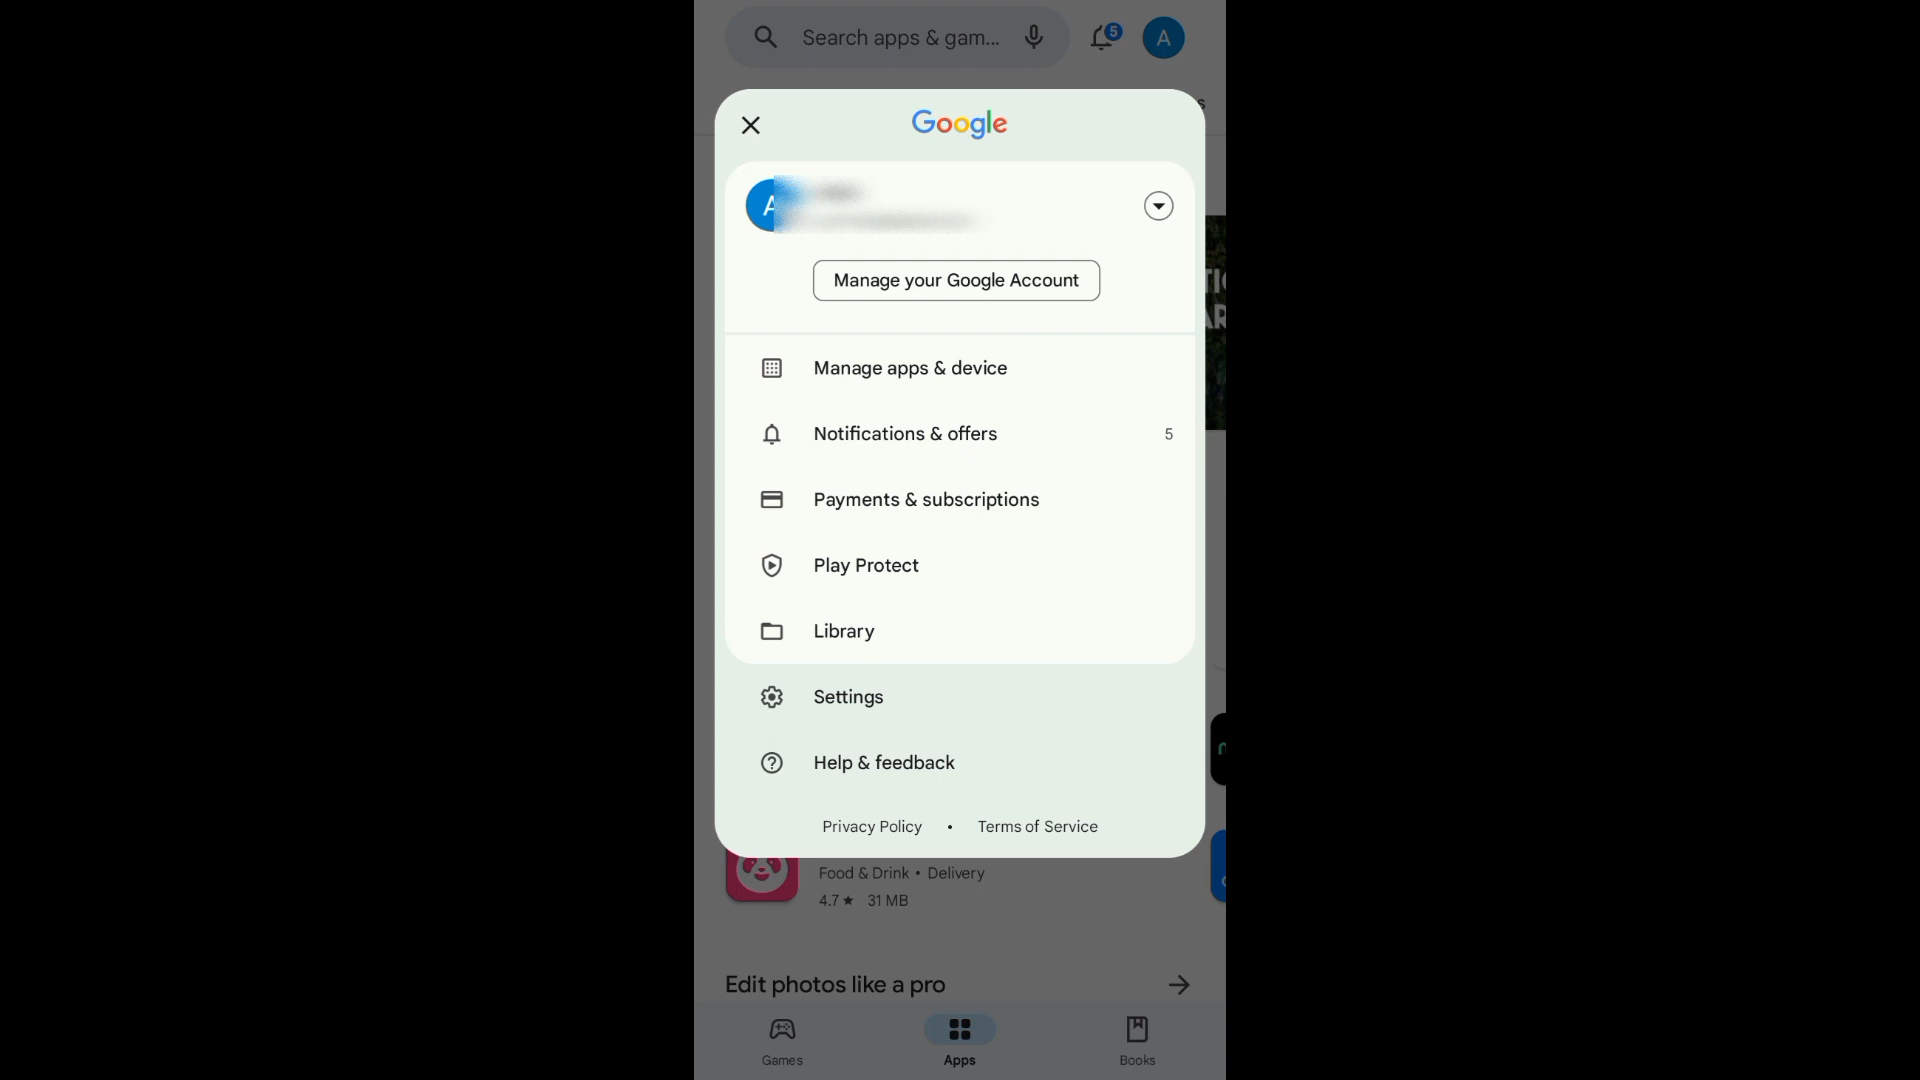 Search apps & gam...
5
A
s
Google
A
Manage your Google Account
Manage apps & device
Notifications & offers
5
Payments & subscriptions
Play Protect
Library
Settings
Help & feedback
Privacy Policy • Terms of Service
Food & Drink • Delivery
4.7 ★ 31 MB
Edit photos like a pro
Games
Apps
Books